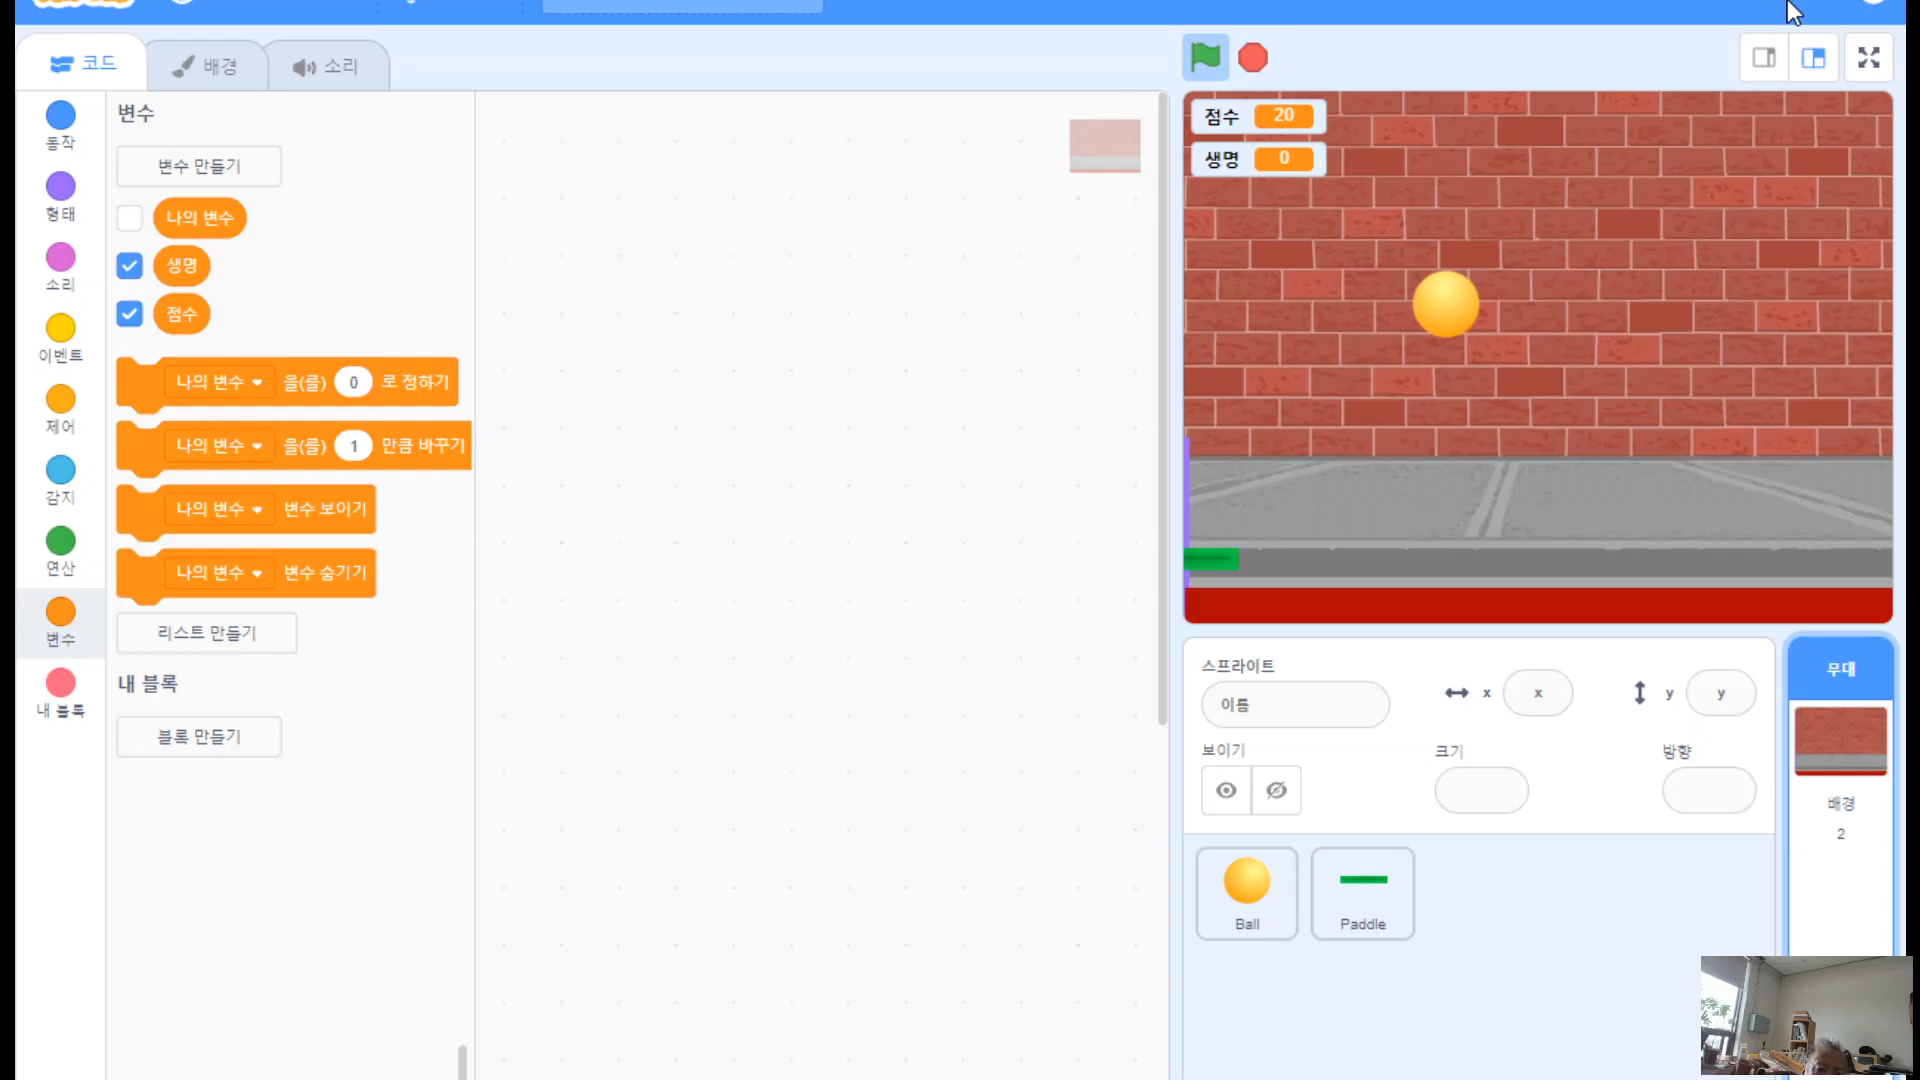 코드
배경
소리
동작
형태
소리
이벤트
제어
감지
연산
변수
내 블록
변수
변수 만들기
나의 변수
생명
점수
나의 변수 을(를) 0 로 정하기
나의 변수 을(를) 1 만큼 바꾸기
나의 변수 변수 보이기
나의 변수 변수 숨기기
리스트 만들기
내 블록
블록 만들기
점수 20
생명 0
스프라이트
이름
x x
y y
보이기
크기
방향
Ball
Paddle
무대
배경
2